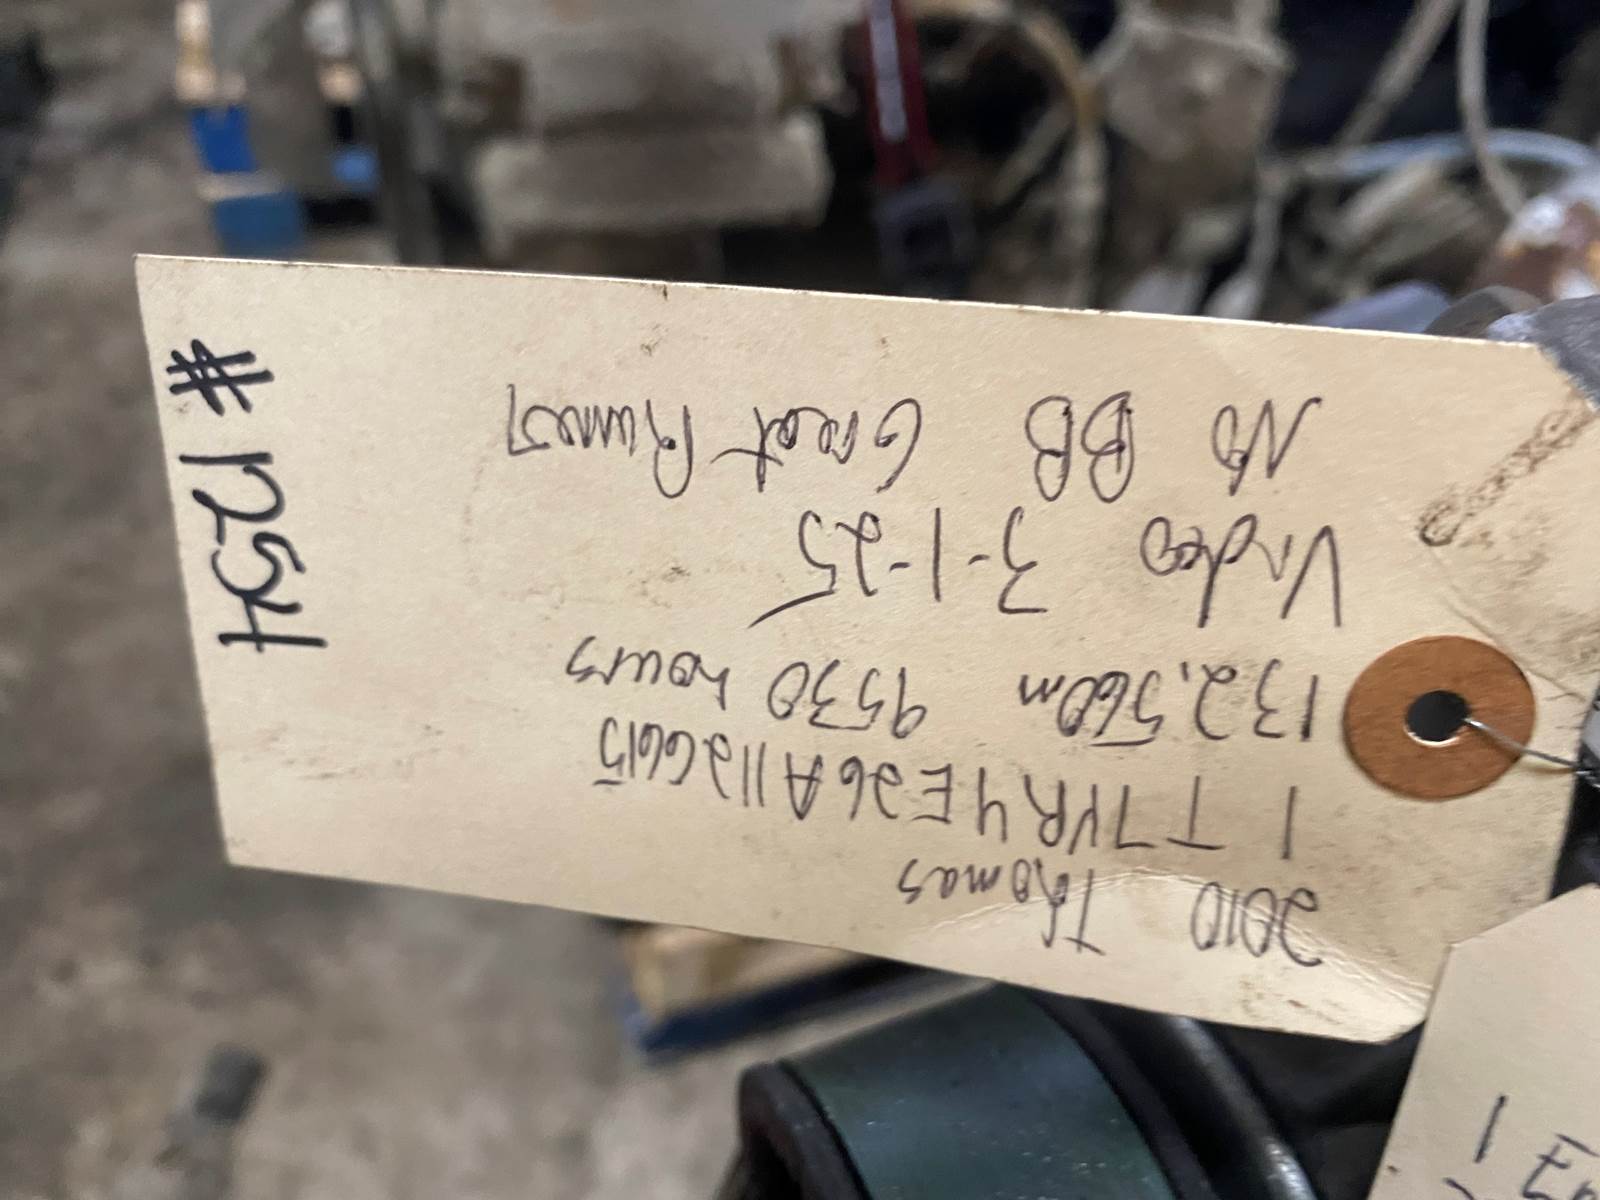 2010 Thomas
1T7YR4E26A1126615
132,560m 9530 hours
Video 3-1-25
No BB Great Runner
# 1254